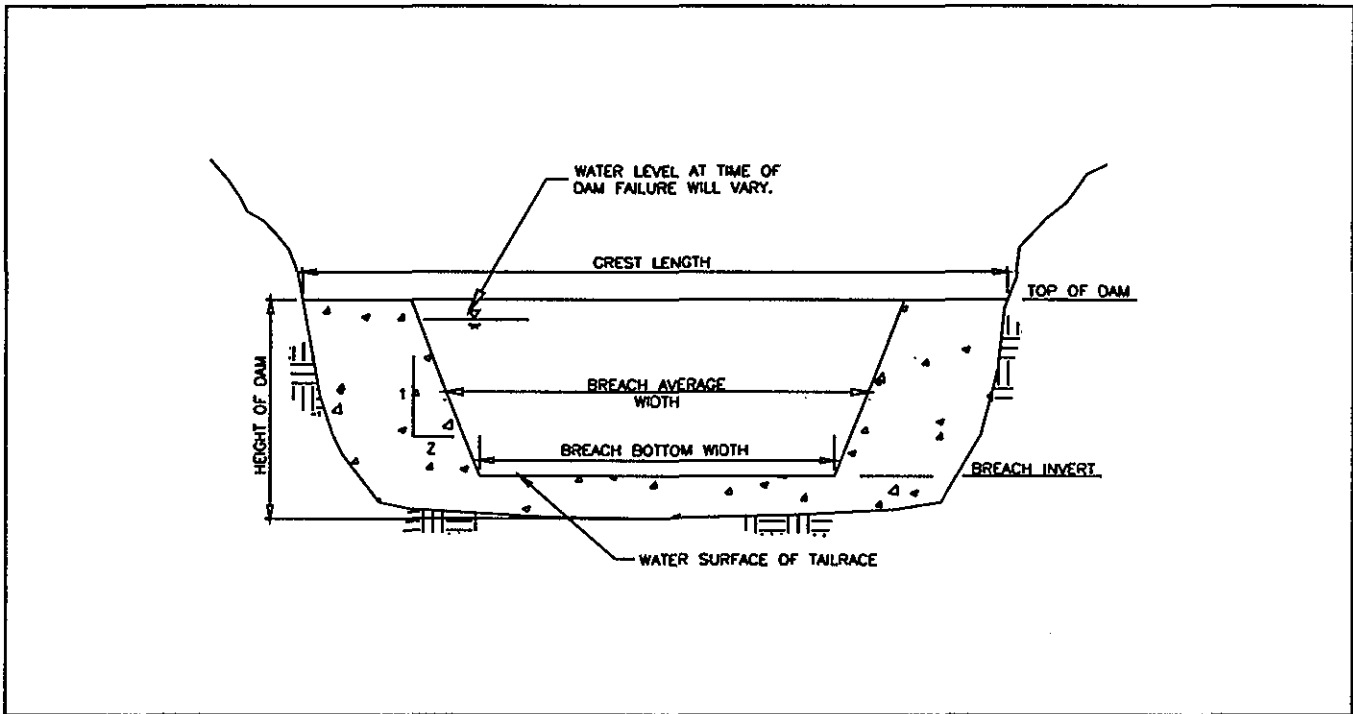 WATER LEVEL AT TIME OF
DAM FAILURE WILL VARY.
CREST LENGTH
TOP OF DAM
HEIGHT OF DAM
BREACH AVERAGE
WIDTH
1
Z
BREACH BOTTOM WIDTH
BREACH INVERT
WATER SURFACE OF TAILRACE